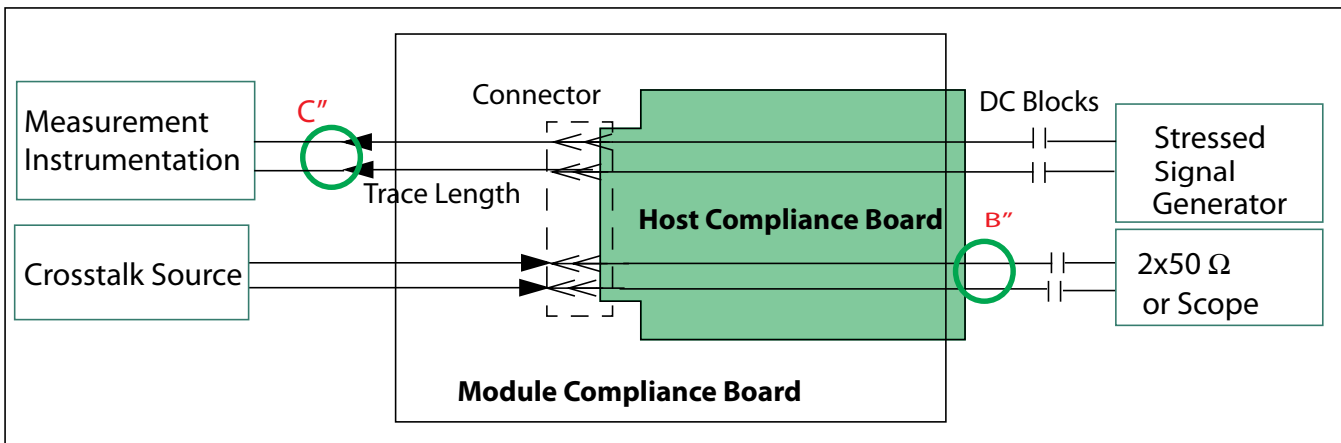 Measurement
Instrumentation
C”
Connector
Trace Length
DC Blocks
Stressed
Signal
Generator
Host Compliance Board
B”
Crosstalk Source
2x50 Ω
or Scope
Module Compliance Board